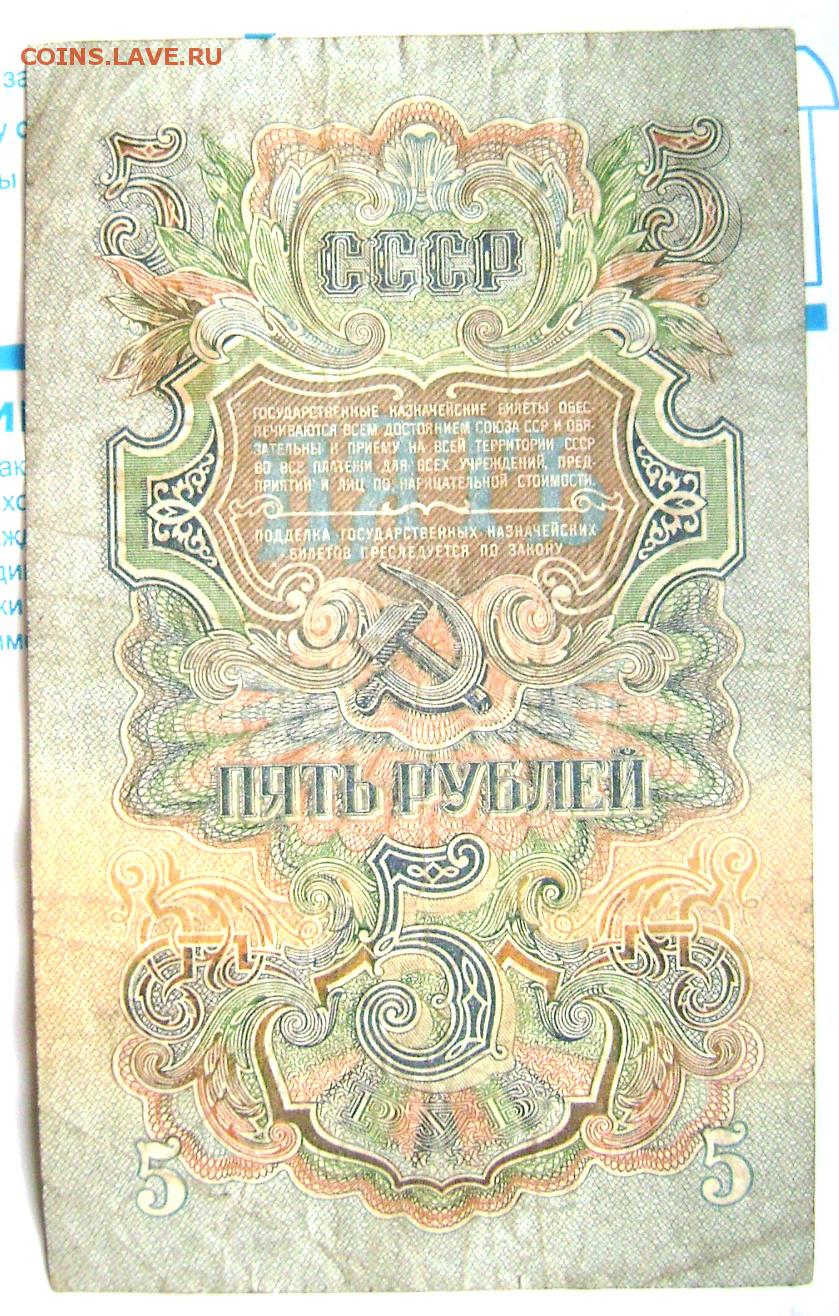 COINS.LAVE.RU
5 5
СССР
ГОСУДАРСТВЕННЫЕ КАЗНАЧЕЙСКИЕ БИЛЕТЫ ОБЕС-
ПЕЧИВАЮТСЯ ВСЕМ ДОСТОЯНИЕМ СОЮЗА ССР И ОБЯ-
ЗАТЕЛЬНЫ К ПРИЕМУ НА ВСЕЙ ТЕРРИТОРИИ СССР
ВО ВСЕ ПЛАТЕЖИ ДЛЯ ВСЕХ УЧРЕЖДЕНИЙ, ПРЕД-
ПРИЯТИЙ И ЛИЦ ПО НАРИЦАТЕЛЬНОЙ СТОИМОСТИ.
ПЯТЬ
ПОДДЕЛКА ГОСУДАРСТВЕННЫХ КАЗНАЧЕЙСКИХ
БИЛЕТОВ ПРЕСЛЕДУЕТСЯ ПО ЗАКОНУ
ПЯТЬ РУБЛЕЙ
5
РУБ
5 5